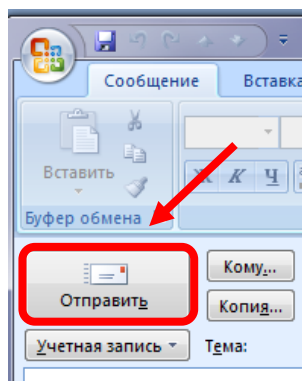 Сообщение Вставка
Вставить
Ж К Ч
Буфер обмена
Отправить
Кому...
Копия...
Учетная запись Тема: